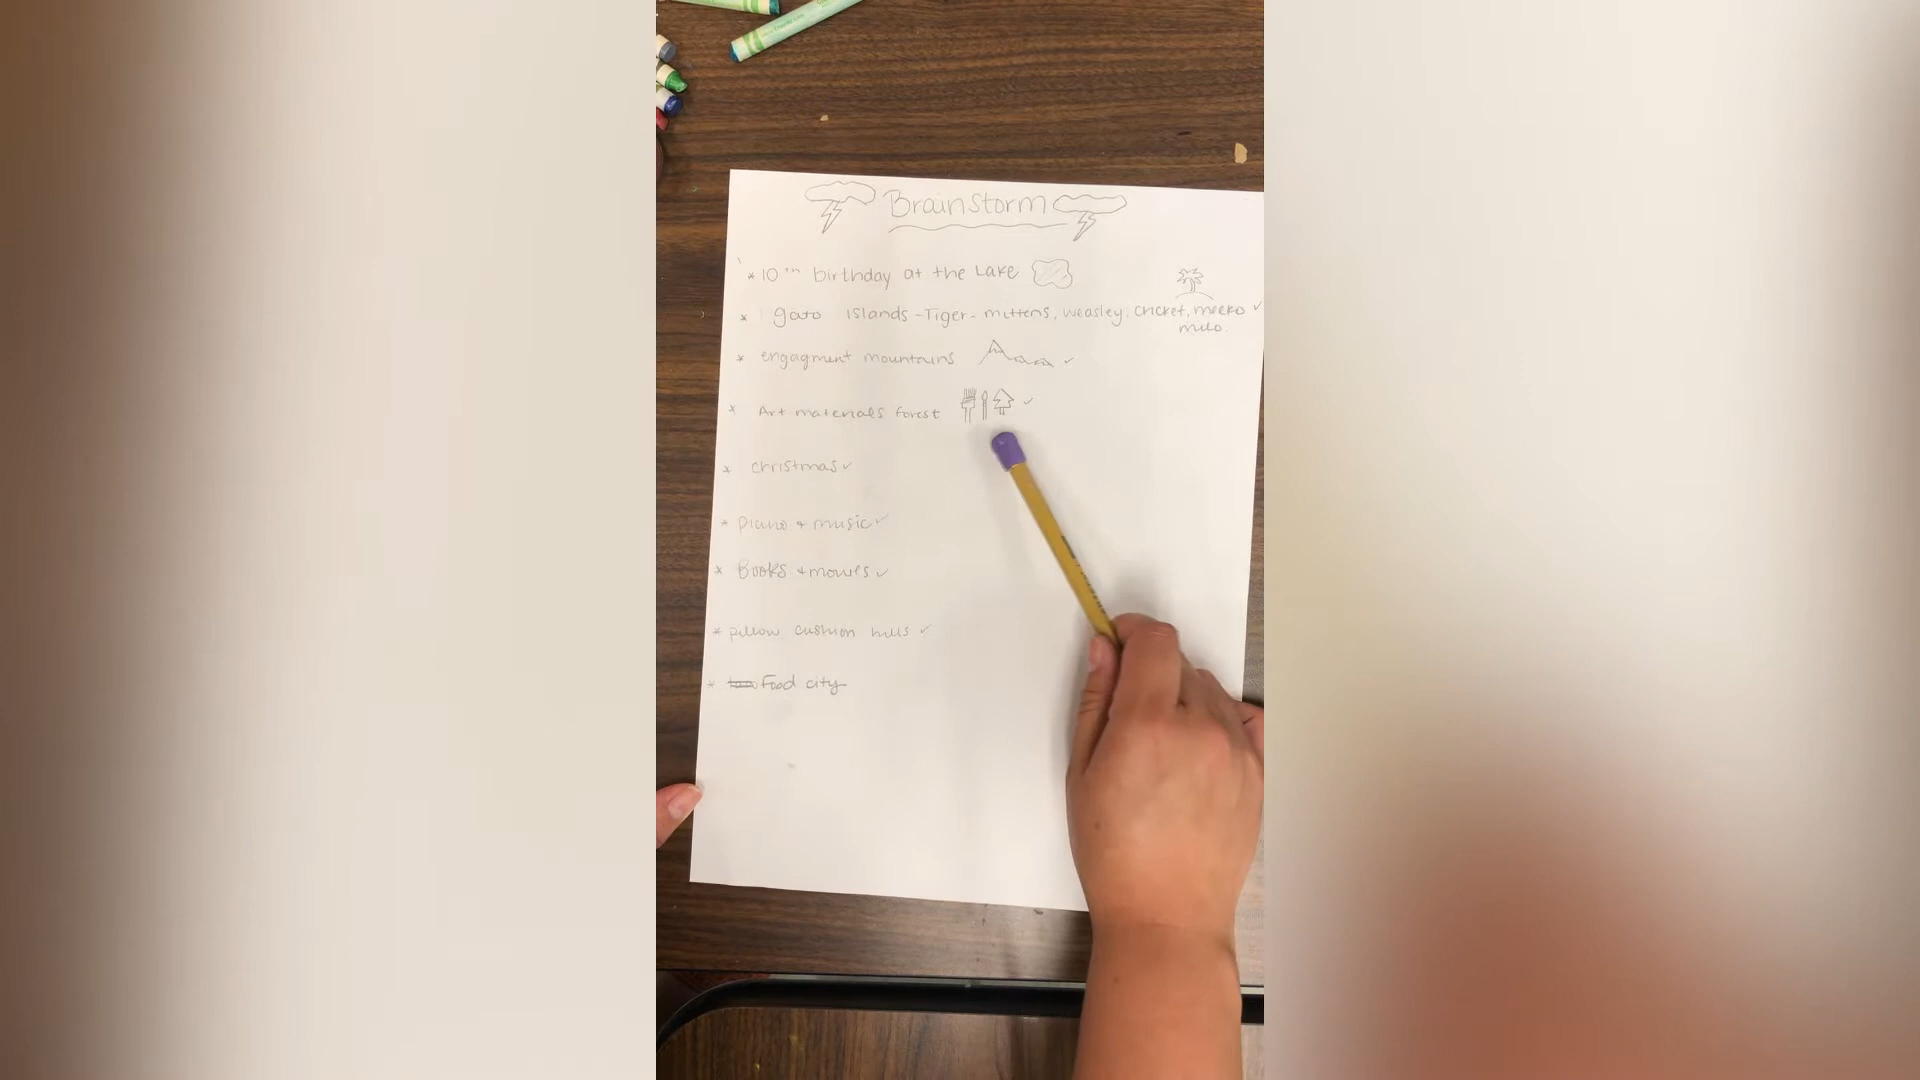 Brainstorm
* 10th birthday at the Lake
* gato islands - Tiger - mittens, weasley, cricket, meeko ✓
milo.
* engagment mountains ✓
* Art materials forest ✓
* christmas ✓
* piano + music ✓
* Books + movies ✓
* pillow cushion hills ✓
* Food city